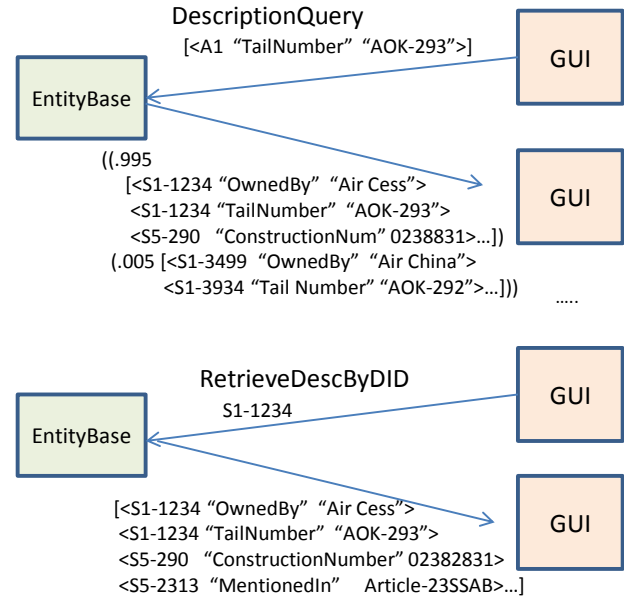 DescriptionQuery
[<A1 “TailNumber” “AOK-293”>]
GUI
EntityBase
GUI
((.995
[<S1-1234 “OwnedBy” “Air Cess”>
<S1-1234 “TailNumber” “AOK-293”>
<S5-290 “ConstructionNum” 0238831>...])
(.005 [<S1-3499 “OwnedBy” “Air China”>
<S1-3934 “Tail Number” “AOK-292”>...]))
.....
RetrieveDescByDID
S1-1234
GUI
EntityBase
GUI
[<S1-1234 “OwnedBy” “Air Cess”>
<S1-1234 “TailNumber” “AOK-293”>
<S5-290 “ConstructionNumber” 02382831>
<S5-2313 “MentionedIn” Article-23SSAB>...]